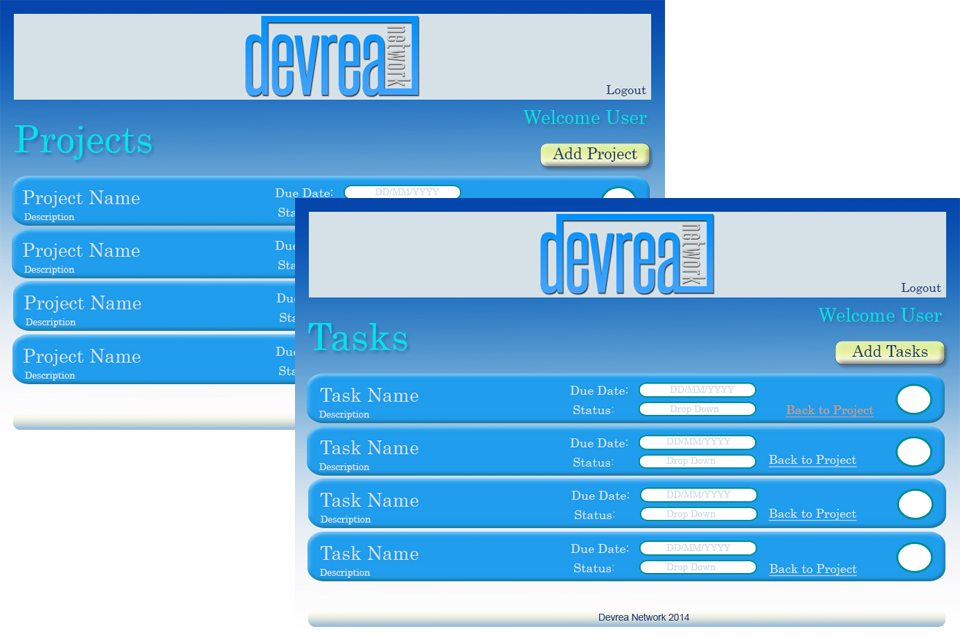 devrea network
Logout
Welcome User
Projects
Add Project
Project Name
Due Date:
DD/MM/YYYY
Description
Sta
Project Name
Du
Description
Sta
Project Name
Du
Description
Sta
Project Name
Du
Description
Sta
devrea network
Logout
Welcome User
Tasks
Add Tasks
Task Name
Due Date:
DD/MM/YYYY
Description
Status:
Drop Down
Back to Project
Task Name
Due Date:
DD/MM/YYYY
Description
Status:
Drop Down
Back to Project
Task Name
Due Date:
DD/MM/YYYY
Description
Status:
Drop Down
Back to Project
Task Name
Due Date:
DD/MM/YYYY
Description
Status:
Drop Down
Back to Project
Devrea Network 2014